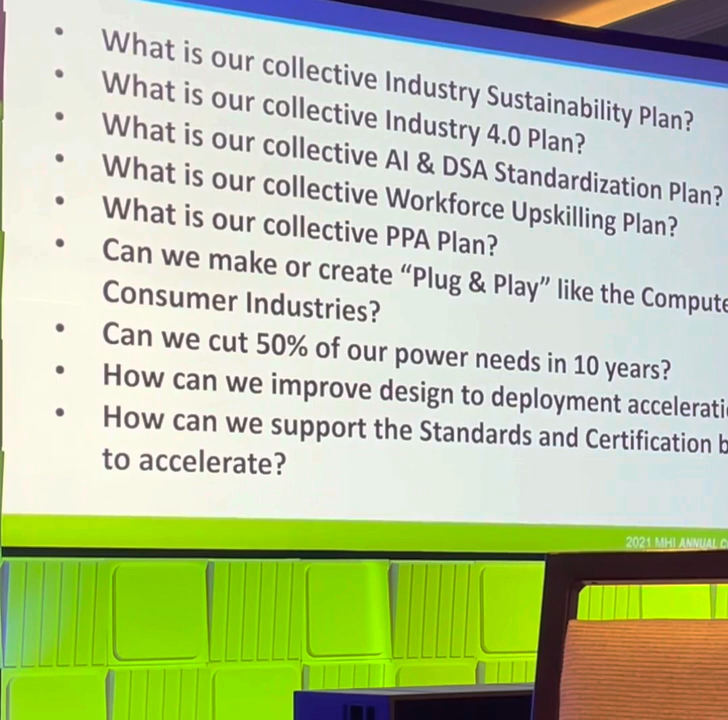 • What is our collective Industry Sustainability Plan?
• What is our collective Industry 4.0 Plan?
• What is our collective AI & DSA Standardization Plan?
• What is our collective Workforce Upskilling Plan?
• What is our collective PPA Plan?
• Can we make or create “Plug & Play” like the Compute
Consumer Industries?
• Can we cut 50% of our power needs in 10 years?
• How can we improve design to deployment accelerati
• How can we support the Standards and Certification b
to accelerate?
2021 MHI ANNUAL C